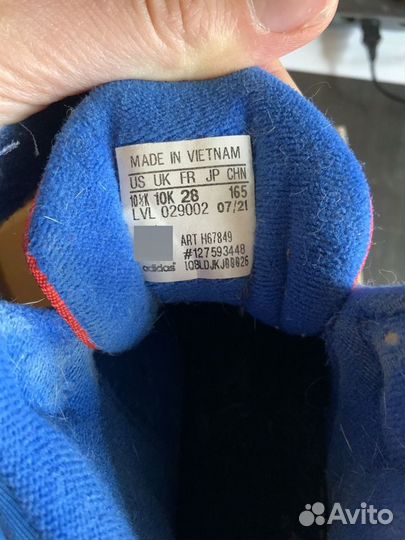 MADE IN VIETNAM
US UK FR JP CHN
10½K 10K 28 165
LVL 029002 07/21
ART H67849
#127593448
adidas
Avito